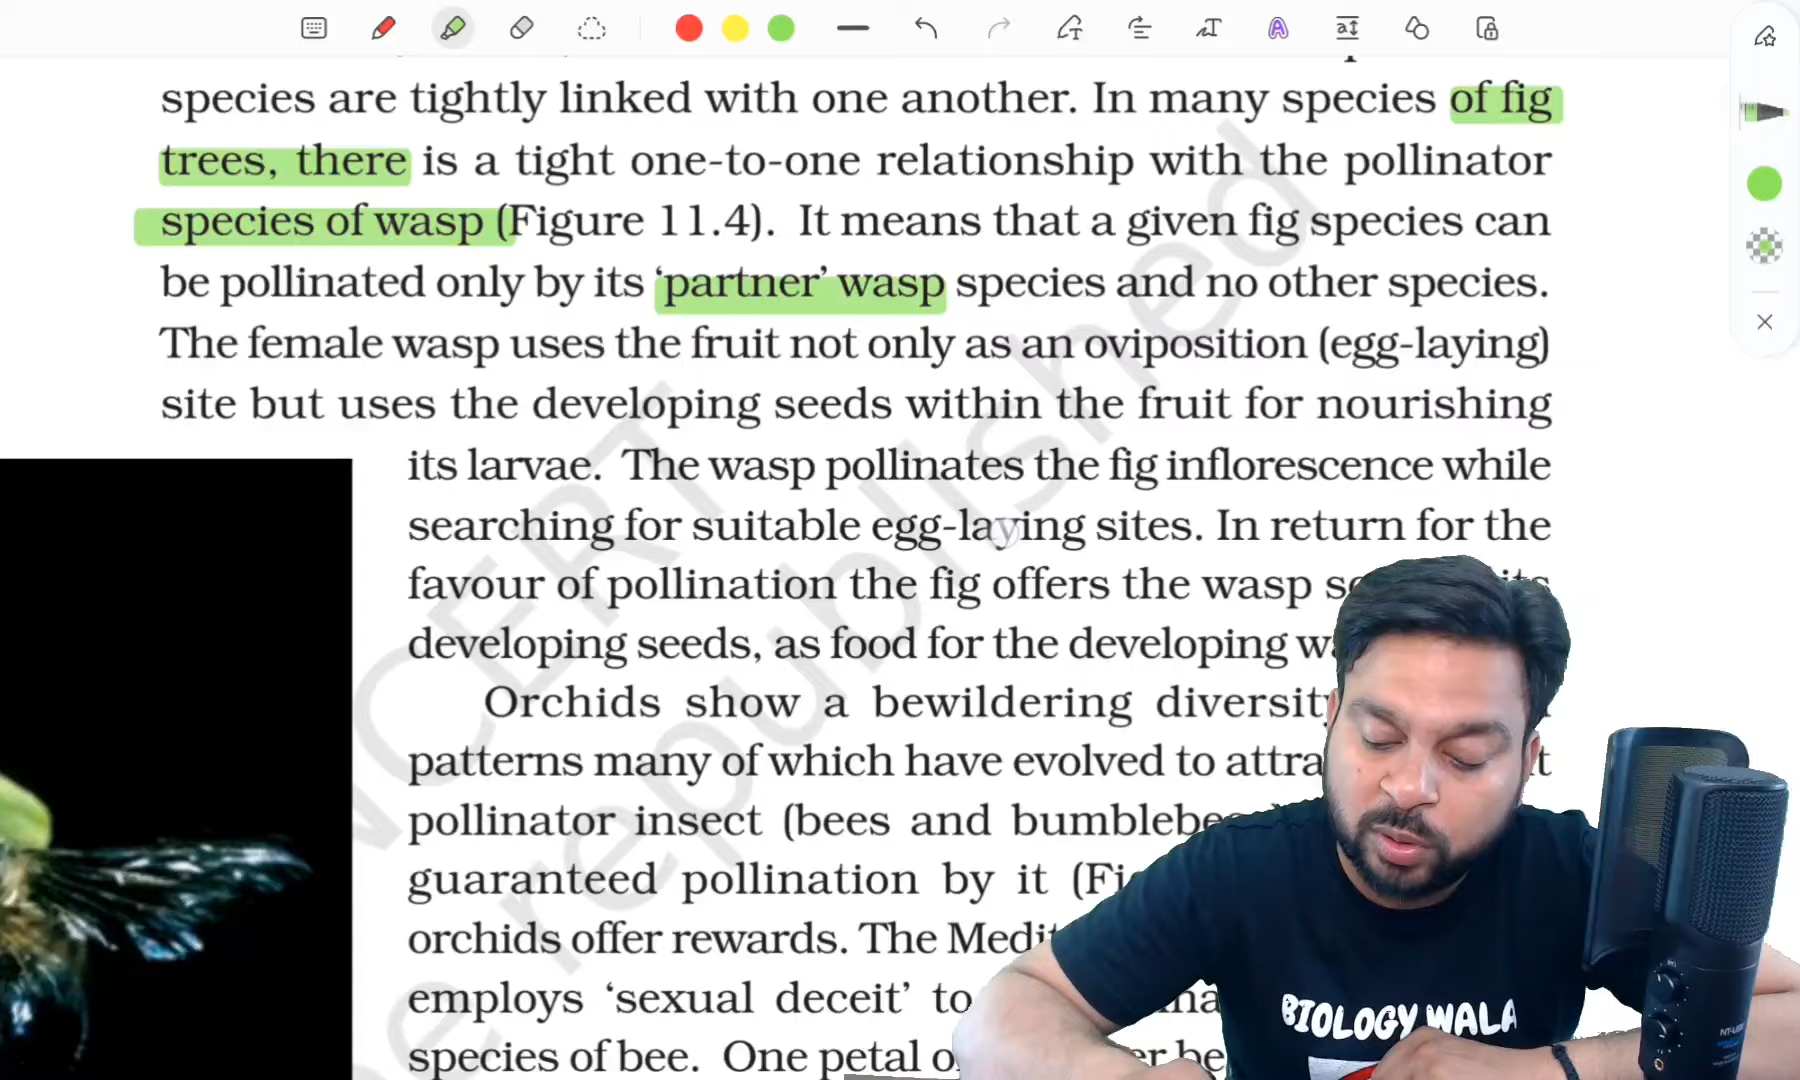 species are tightly linked with one another. In many species of fig
trees, there is a tight one-to-one relationship with the pollinator
species of wasp (Figure 11.4). It means that a given fig species can
be pollinated only by its ‘partner’ wasp species and no other species.
The female wasp uses the fruit not only as an oviposition (egg-laying)
site but uses the developing seeds within the fruit for nourishing
its larvae. The wasp pollinates the fig inflorescence while
searching for suitable egg-laying sites. In return for the
favour of pollination the fig offers the wasp
developing seeds, as food for the developing
Orchids show a bewildering
patterns many of which have evolved to
pollinator insect (bees and
guaranteed pollination by it
orchids offer rewards. The
employs ‘sexual deceit’ to
species of bee. One petal
NCERT
republished
BIOLOGY WALA